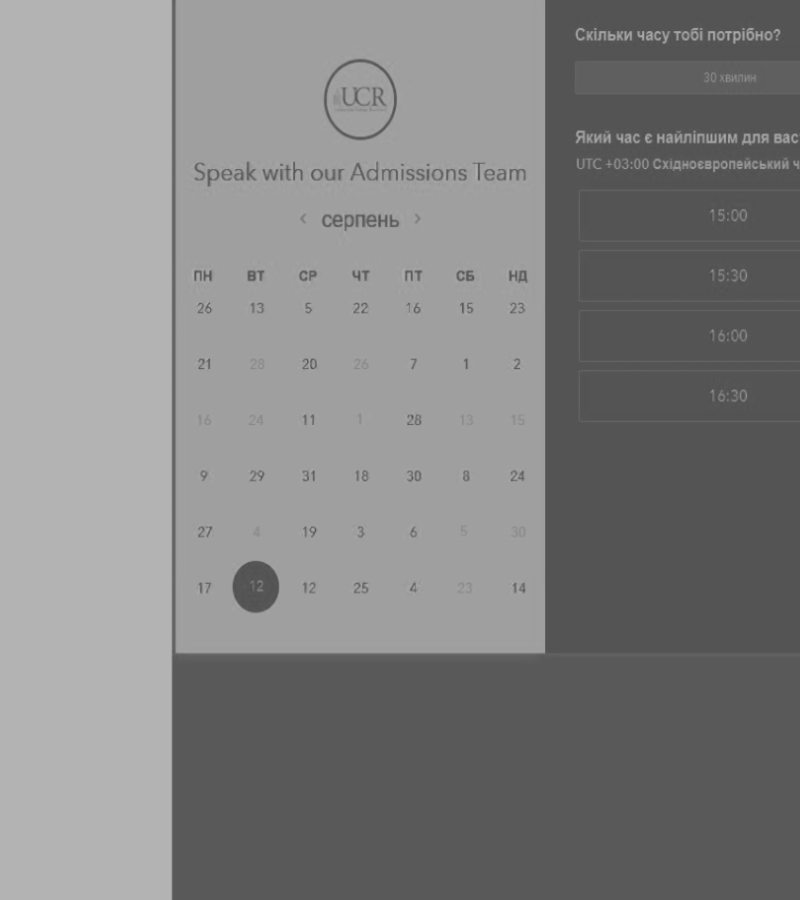 UCR
Speak with our Admissions Team
‹ серпень ›
ПН ВТ СР ЧТ ПТ СБ НД
26 13 5 22 16 15 23
21 28 20 26 7 1 2
16 24 11 1 28 13 15
9 29 31 18 30 8 24
27 4 19 3 6 5 30
17 12 12 25 4 23 14
Скільки часу тобі потрібно?
30 хвилин
Який час є найліпшим для вас
UTC +03:00 Східноєвропейський ч
15:00
15:30
16:00
16:30